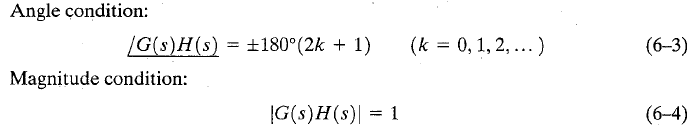 Angle condition:
/G(s)H(s) = ±180°(2k + 1) (k = 0, 1, 2, ... ) (6–3)
Magnitude condition:
|G(s)H(s)| = 1 (6–4)